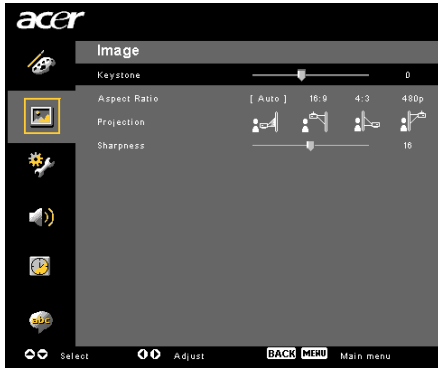 acer
Image
Keystone 0
Aspect Ratio [ Auto ] 16:9 4:3 480p
Projection
Sharpness 16
abc
Select Adjust BACK MENU Main menu